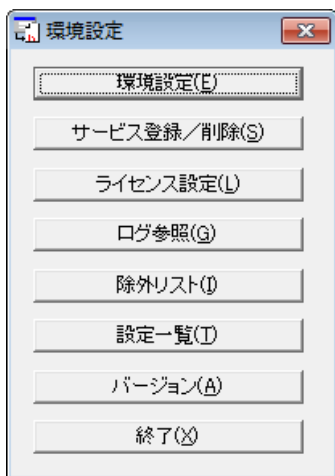 環境設定
環境設定(E)
サービス登録／削除(S)
ライセンス設定(L)
ログ参照(G)
除外リスト(I)
設定一覧(T)
バージョン(A)
終了(X)